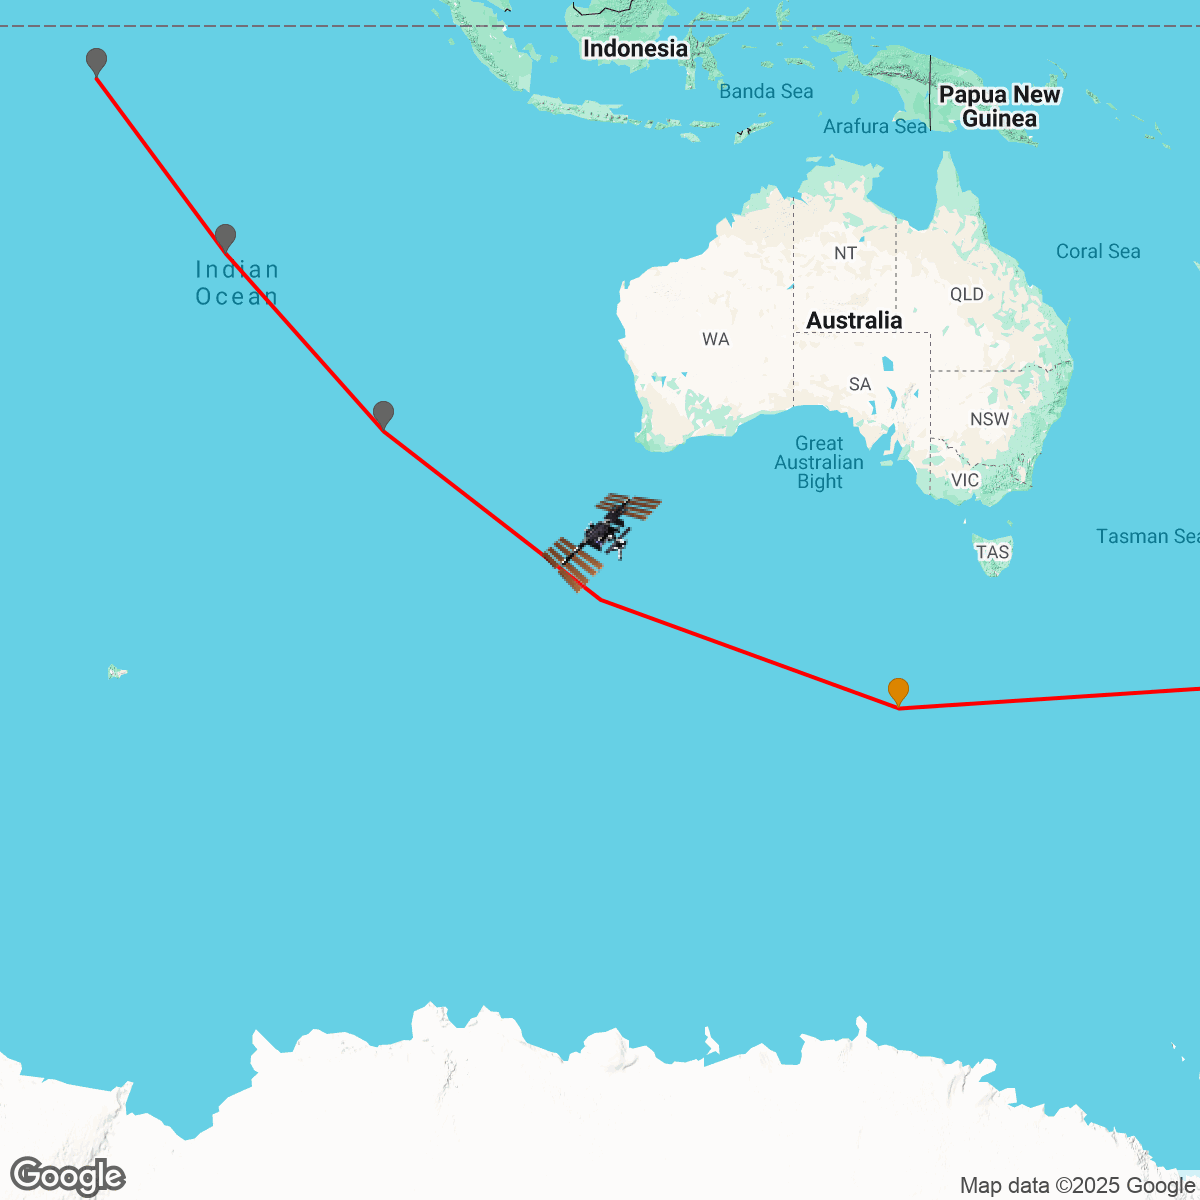 Indonesia
Banda Sea
Papua New
Guinea
Arafura Sea
Coral Sea
NT
Indian
Ocean
QLD
Australia
WA
SA
NSW
Great
Australian
Bight
VIC
Tasman Sea
TAS
Google
Map data ©2025 Google